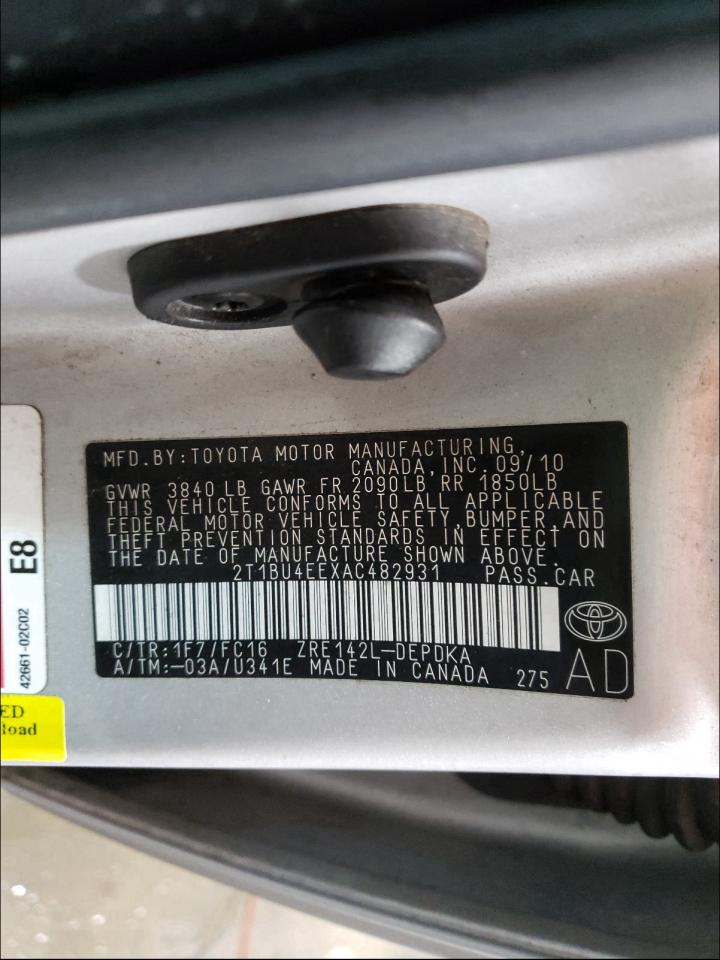 MFD.BY:TOYOTA MOTOR MANUFACTURING,
CANADA,INC.09/10
GVWR 3840 LB GAWR FR 2090LB RR 1850LB
THIS VEHICLE CONFORMS TO ALL APPLICABLE
FEDERAL MOTOR VEHICLE SAFETY,BUMPER,AND
THEFT PREVENTION STANDARDS IN EFFECT ON
THE DATE OF MANUFACTURE SHOWN ABOVE.
2T1BU4EEXAC482931 PASS.CAR
C/TR:1F7/FC16 ZRE142L-DEPDKA
A/TM:-03A/U341E MADE IN CANADA 275
AD
E8
42661-02C02
ED
load